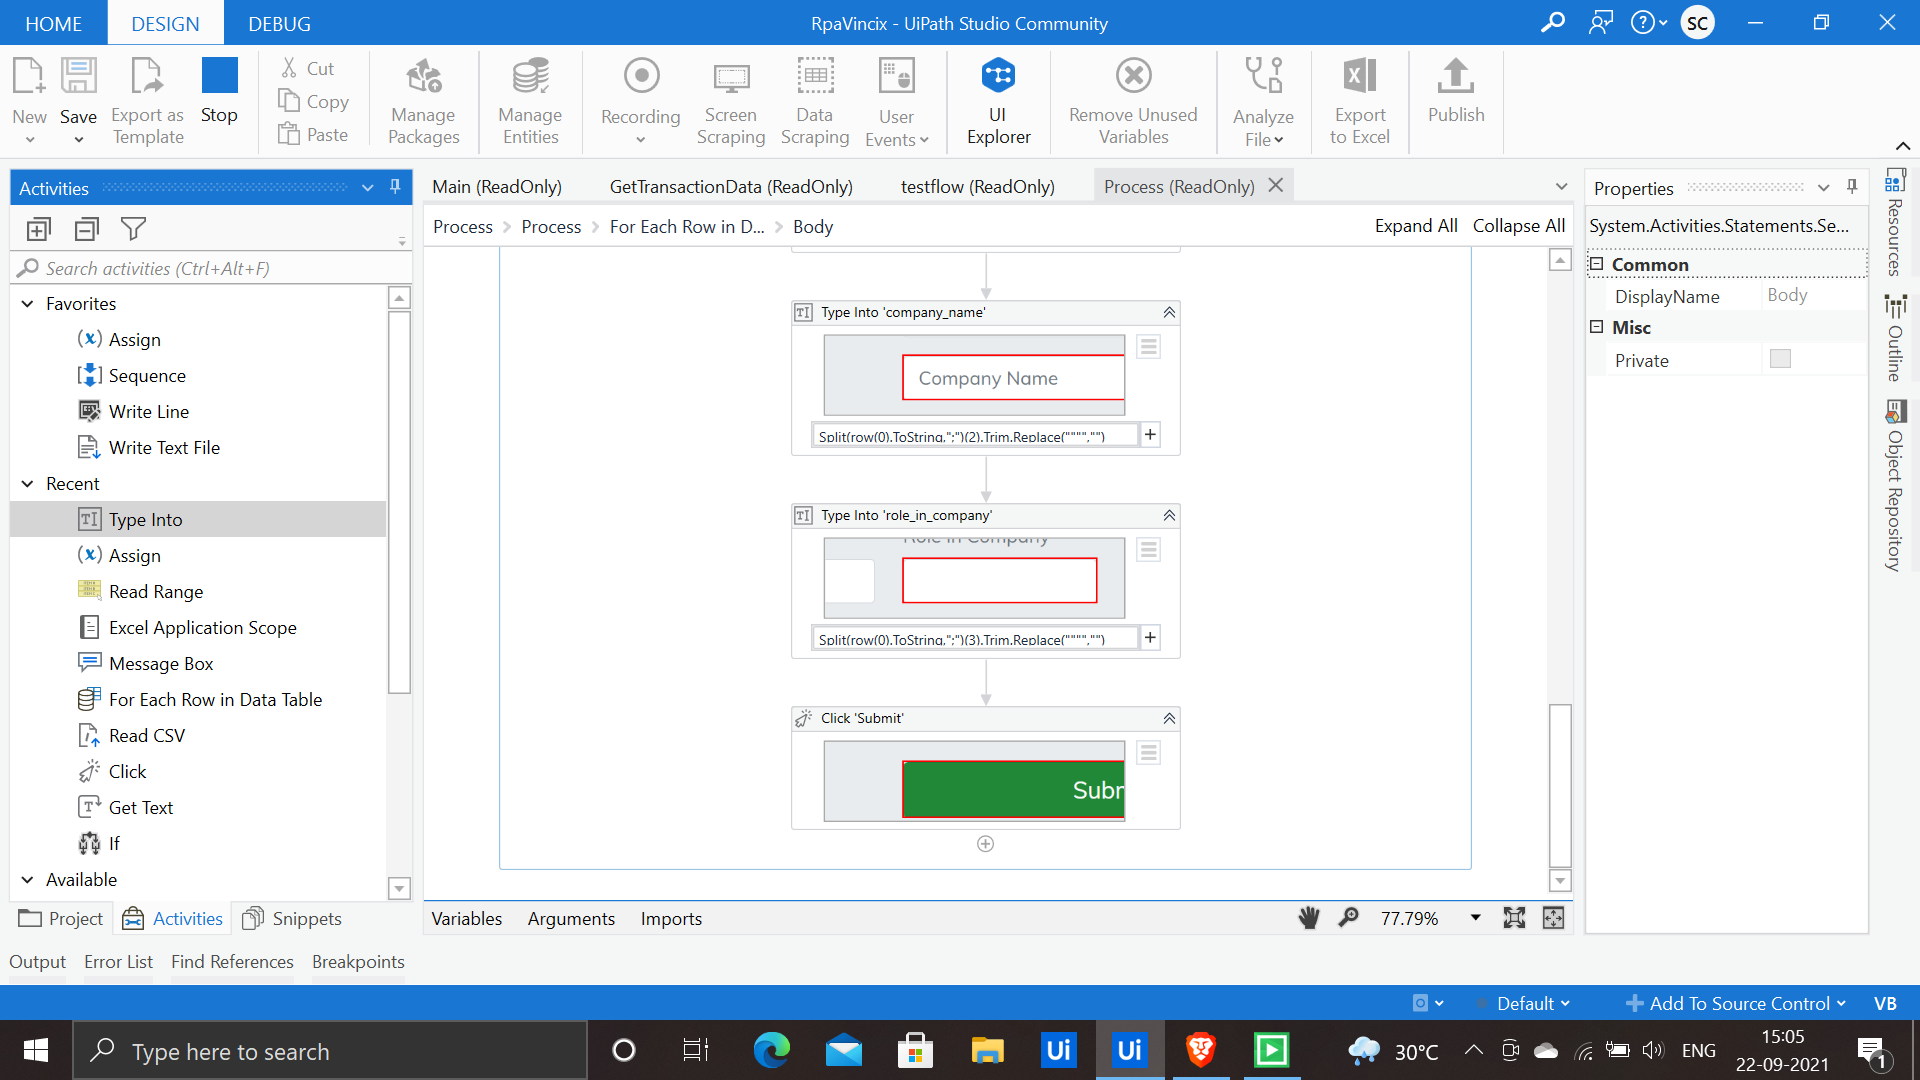 HOME DESIGN DEBUG RpaVincix - UiPath Studio Community SC
New Save Export as Template Stop Cut Copy Paste Manage Packages Manage Entities Recording Screen Scraping Data Scraping User Events UI Explorer Remove Unused Variables Analyze File Export to Excel Publish
Activities
Search activities (Ctrl+Alt+F)
Favorites
Assign
Sequence
Write Line
Write Text File
Recent
Type Into
Assign
Read Range
Excel Application Scope
Message Box
For Each Row in Data Table
Read CSV
Click
Get Text
If
Available
Project Activities Snippets
Main (ReadOnly) GetTransactionData (ReadOnly) testflow (ReadOnly) Process (ReadOnly)
Process > Process > For Each Row in D... > Body Expand All Collapse All
Type Into 'company_name'
Company Name
Split(row(0).ToString,";")(2).Trim.Replace("""","")
Type Into 'role_in_company'
Role in Company
Split(row(0).ToString,";")(3).Trim.Replace("""","")
Click 'Submit'
Subm
Variables Arguments Imports 77.79%
Properties
System.Activities.Statements.Se...
Common
DisplayName Body
Misc
Private
Resources
Outline
Object Repository
Output Error List Find References Breakpoints
Default Add To Source Control VB
Type here to search Ui Ui 30°C ENG 15:05
22-09-2021 1